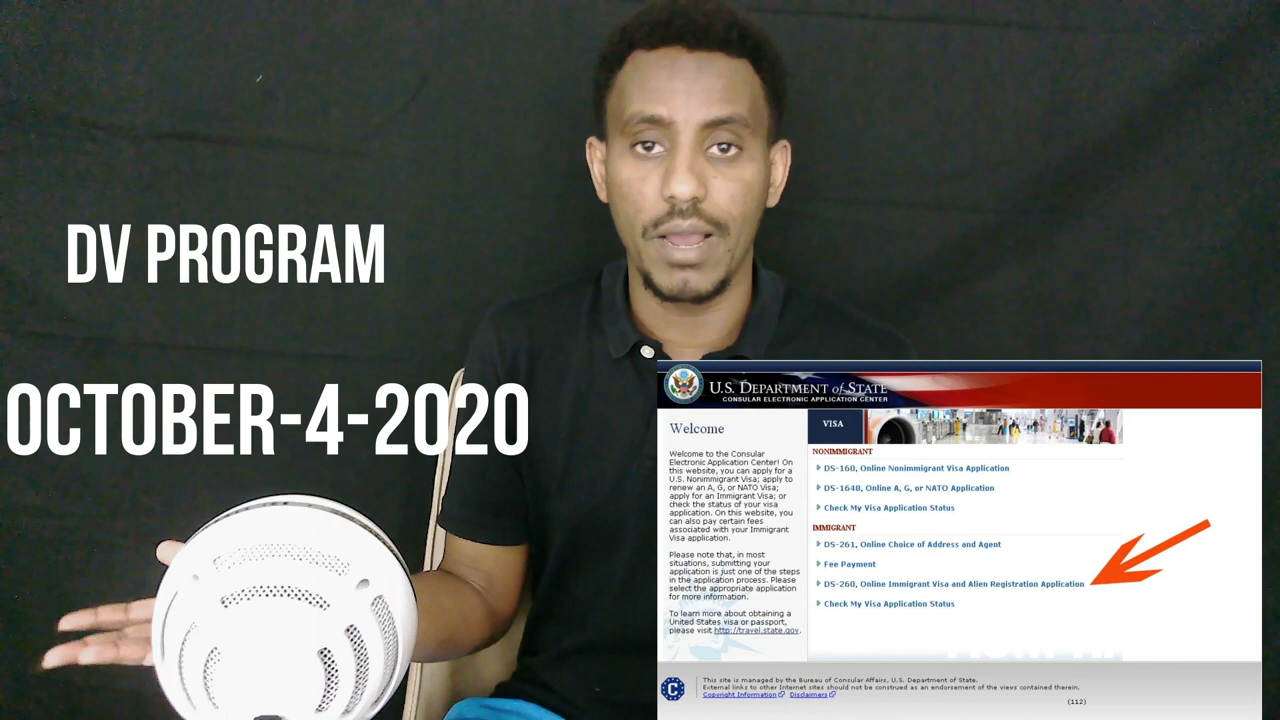 DV PROGRAM
OCTOBER-4-2020
U.S. DEPARTMENT of STATE
CONSULAR ELECTRONIC APPLICATION CENTER
Welcome
Welcome to the Consular
Electronic Application Center! On
this website, you can apply for a
U.S. Nonimmigrant Visa; apply to
renew an A, G, or NATO Visa;
apply for an Immigrant Visa; or
check the status of your visa
application. On this website, you
can also pay certain fees
associated with your Immigrant
Visa application.
Please note that, in most
situations, submitting your
application is just one of the steps
in the application process. Please
select the appropriate application
for more information.
To learn more about obtaining a
United States visa or passport,
please visit http://travel.state.gov.
VISA
NONIMMIGRANT
DS-160, Online Nonimmigrant Visa Application
DS-1648, Online A, G, or NATO Application
Check My Visa Application Status
IMMIGRANT
DS-261, Online Choice of Address and Agent
Fee Payment
DS-260, Online Immigrant Visa and Alien Registration Application
Check My Visa Application Status
This site is managed by the Bureau of Consular Affairs, U.S. Department of State.
External links to other Internet sites should not be construed as an endorsement of the views contained therein.
Copyright Information Disclaimers
(112)